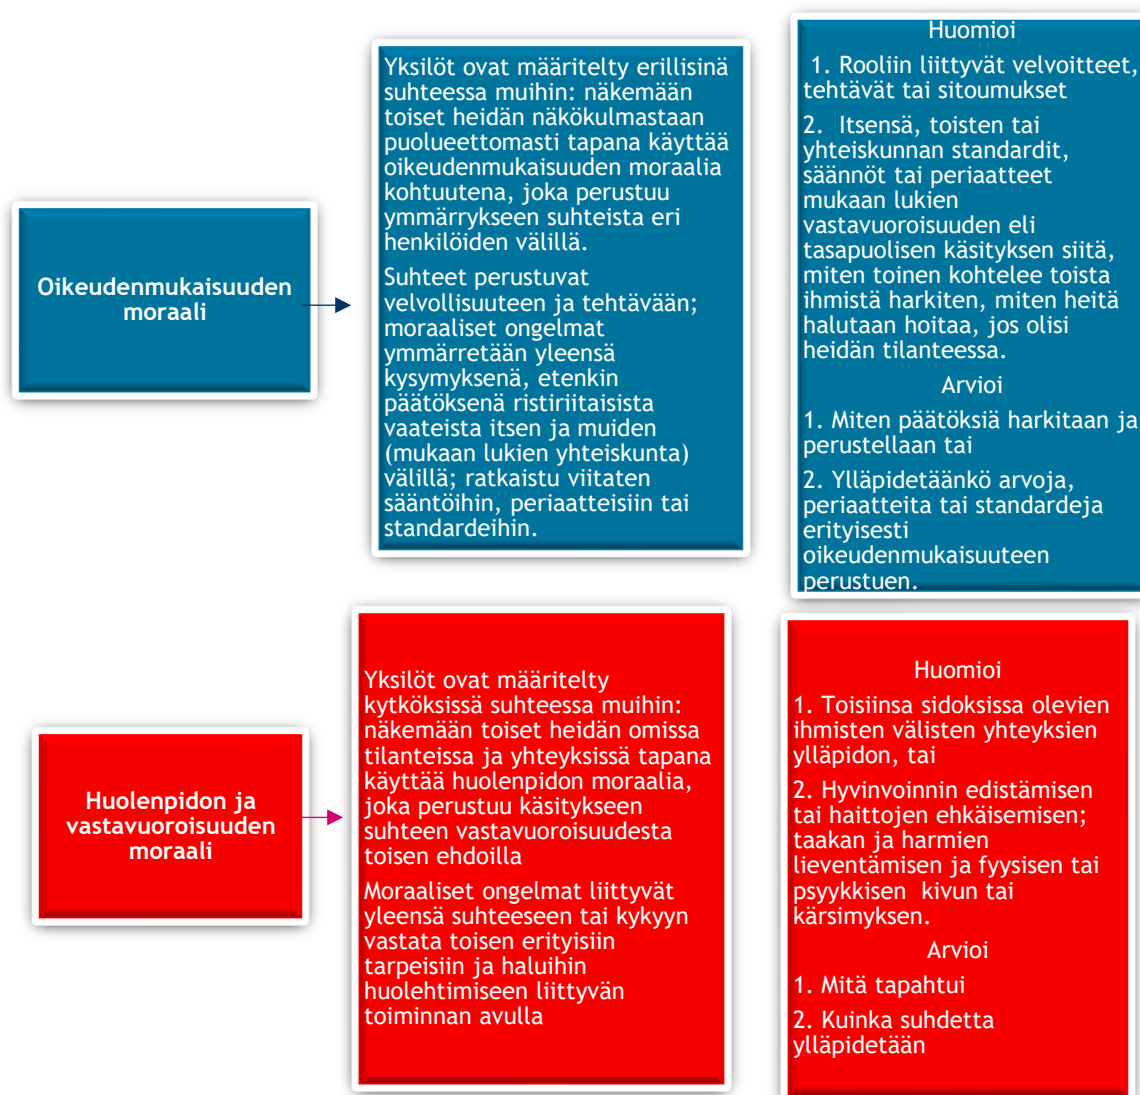 Oikeudenmukaisuuden
moraali
Yksilöt ovat määritelty erillisinä
suhteessa muihin: näkemään
toiset heidän näkökulmastaan
puolueettomasti tapana käyttää
oikeudenmukaisuuden moraalia
kohtuutena, joka perustuu
ymmärrykseen suhteista eri
henkilöiden välillä.
Suhteet perustuvat
velvollisuuteen ja tehtävään;
moraaliset ongelmat
ymmärretään yleensä
kysymyksenä, etenkin
päätöksenä ristiriitaisista
vaateista itsen ja muiden
(mukaan lukien yhteiskunta)
välillä; ratkaistu viitaten
sääntöihin, periaatteisiin tai
standardeihin.
Huomioi
1. Rooliin liittyvät velvoitteet,
tehtävät tai sitoumukset
2. Itsensä, toisten tai
yhteiskunnan standardit,
säännöt tai periaatteet
mukaan lukien
vastavuoroisuuden eli
tasapuolisen käsityksen siitä,
miten toinen kohtelee toista
ihmistä harkiten, miten heitä
halutaan hoitaa, jos olisi
heidän tilanteessa.
Arvioi
1. Miten päätöksiä harkitaan ja
perustellaan tai
2. Ylläpidetäänkö arvoja,
periaatteita tai standardeja
erityisesti
oikeudenmukaisuuteen
perustuen.
Huolenpidon ja
vastavuoroisuuden
moraali
Yksilöt ovat määritelty
kytköksissä suhteessa muihin:
näkemään toiset heidän omissa
tilanteissa ja yhteyksissä tapana
käyttää huolenpidon moraalia,
joka perustuu käsitykseen
suhteen vastavuoroisuudesta
toisen ehdoilla
Moraaliset ongelmat liittyvät
yleensä suhteeseen tai kykyyn
vastata toisen erityisiin
tarpeisiin ja haluihin
huolehtimiseen liittyvän
toiminnan avulla
Huomioi
1. Toisiinsa sidoksissa olevien
ihmisten välisten yhteyksien
ylläpidon, tai
2. Hyvinvoinnin edistämisen
tai haittojen ehkäisemisen;
taakan ja harmien
lieventämisen ja fyysisen tai
psyykkisen kivun tai
kärsimyksen.
Arvioi
1. Mitä tapahtui
2. Kuinka suhdetta
ylläpidetään